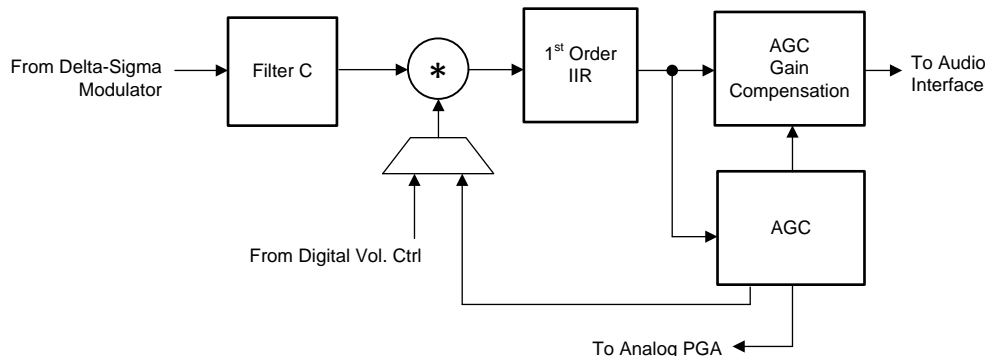 From Delta-Sigma
Modulator
Filter C
*
1st Order
IIR
AGC
Gain
Compensation
To Audio
Interface
AGC
From Digital Vol. Ctrl
To Analog PGA